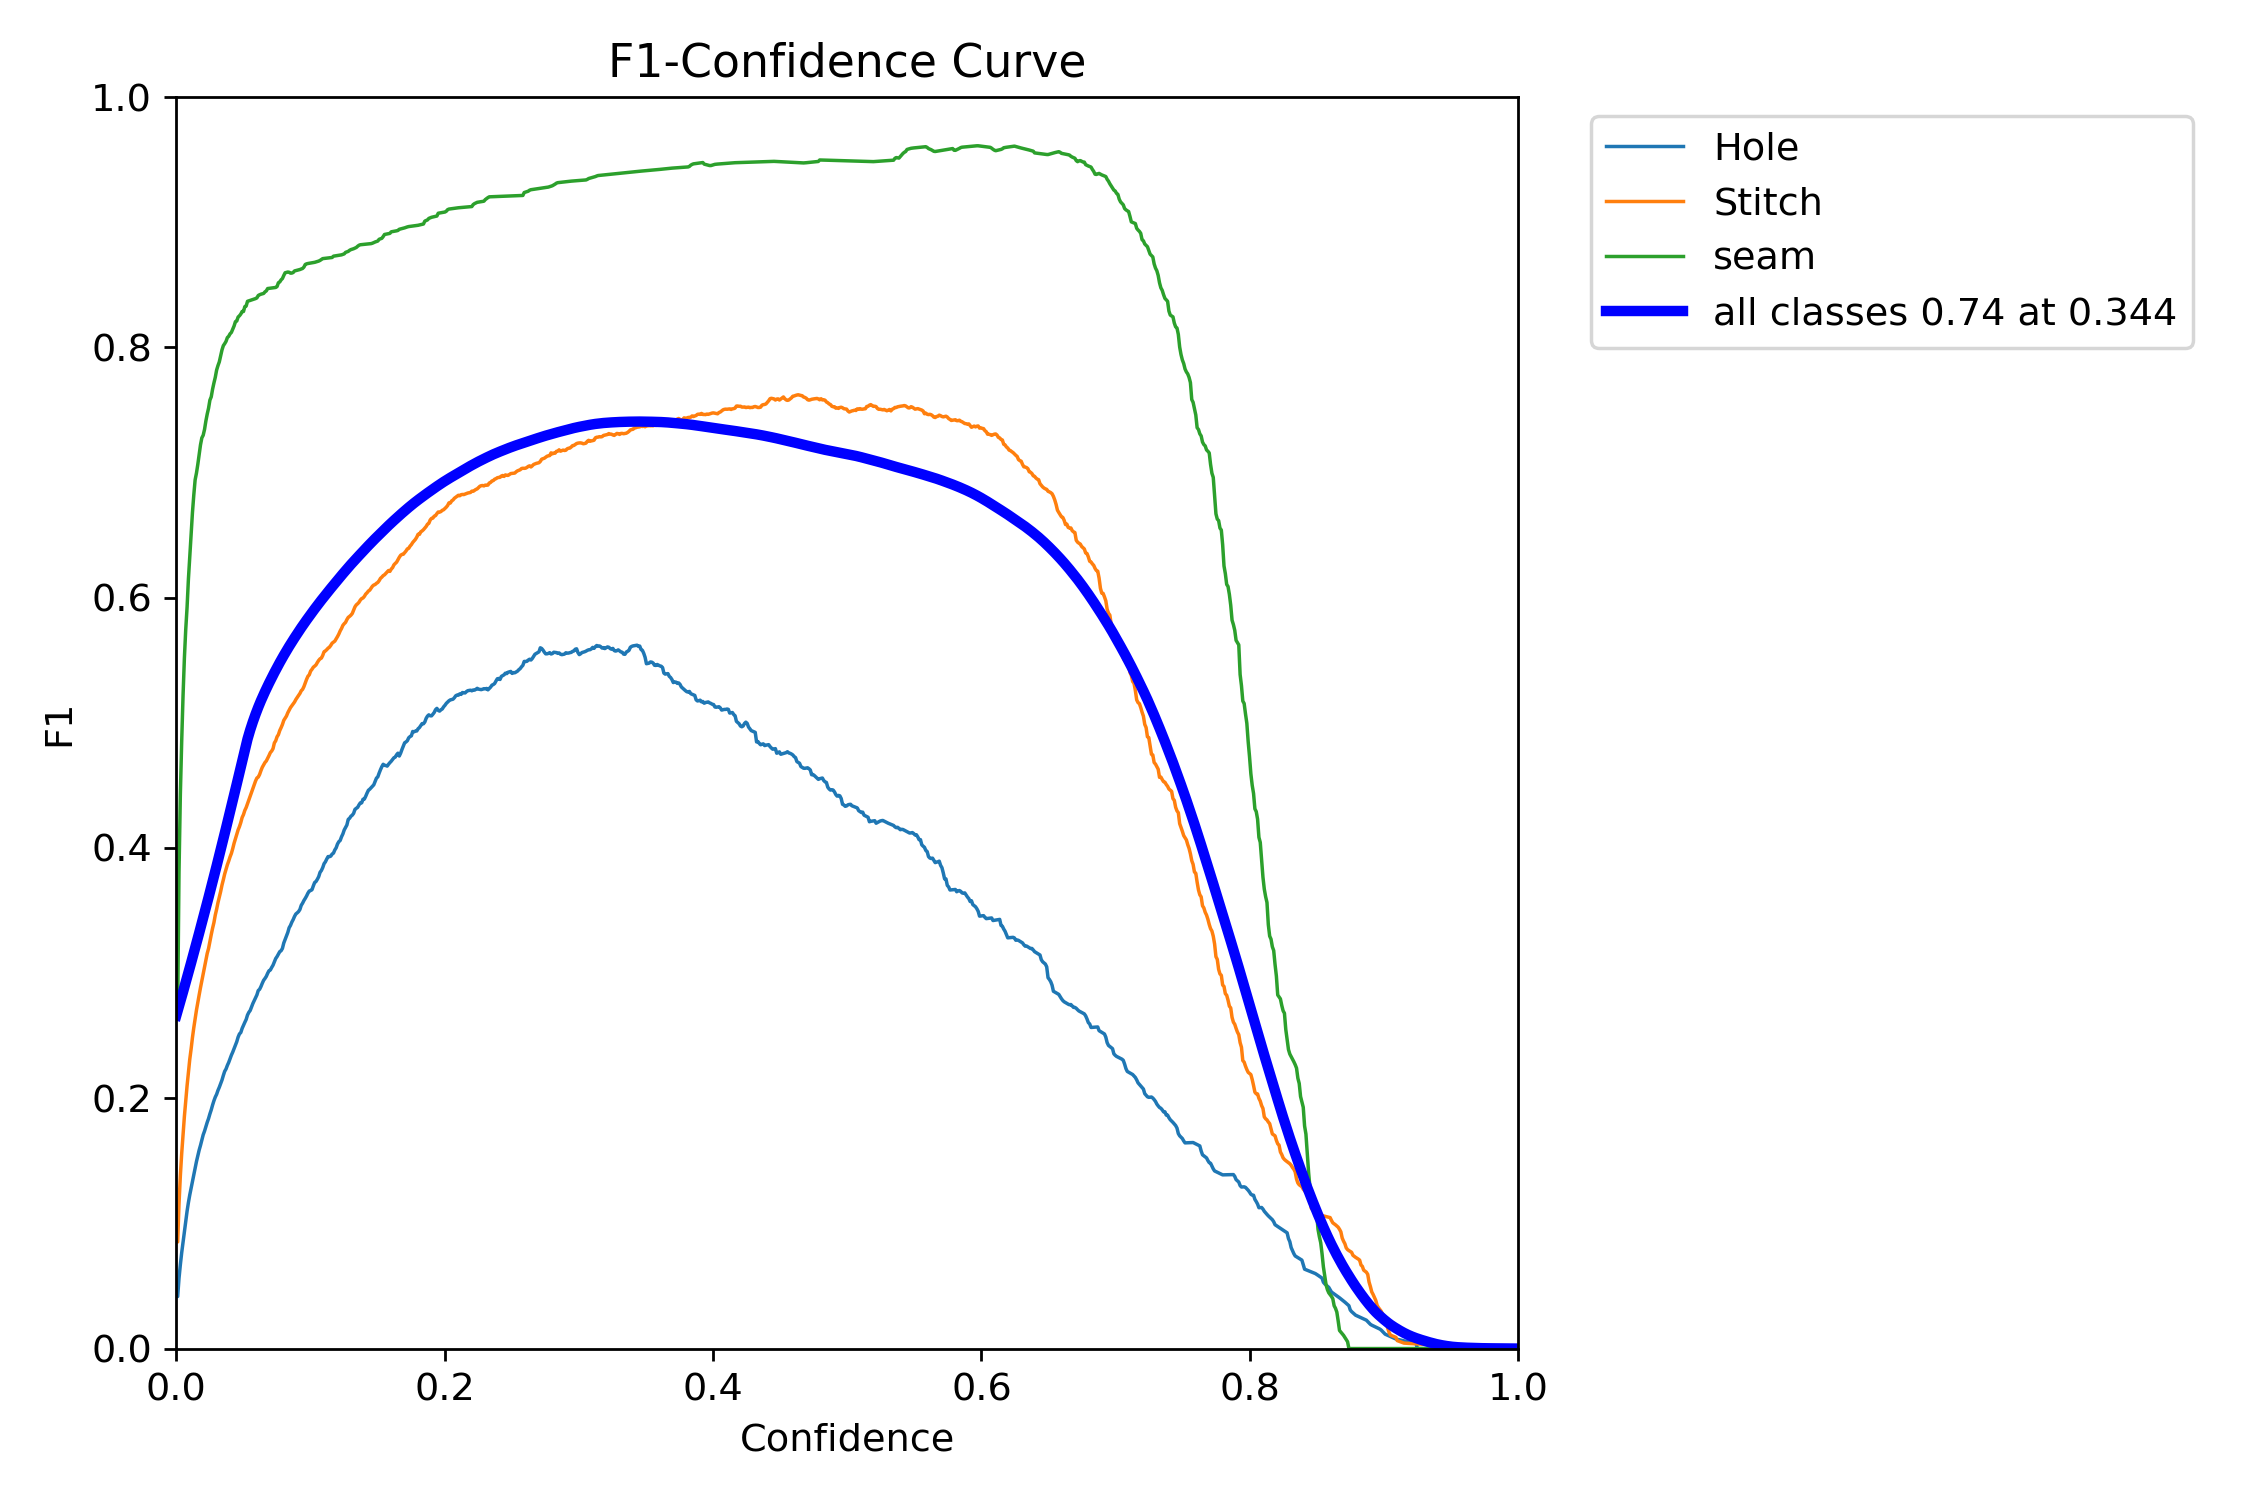 F1-Confidence Curve
1.0
0.8
0.6
0.4
0.2
0.0
F1
0.0 0.2 0.4 0.6 0.8 1.0
Confidence
Hole
Stitch
seam
all classes 0.74 at 0.344